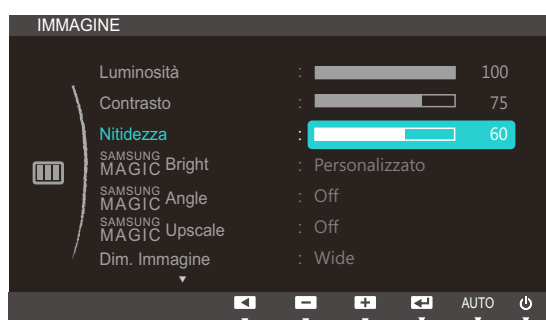 IMMAGINE
Luminosità : 100
Contrasto : 75
Nitidezza : 60
SAMSUNG MAGIC Bright : Personalizzato
SAMSUNG MAGIC Angle : Off
SAMSUNG MAGIC Upscale : Off
Dim. Immagine : Wide
AUTO